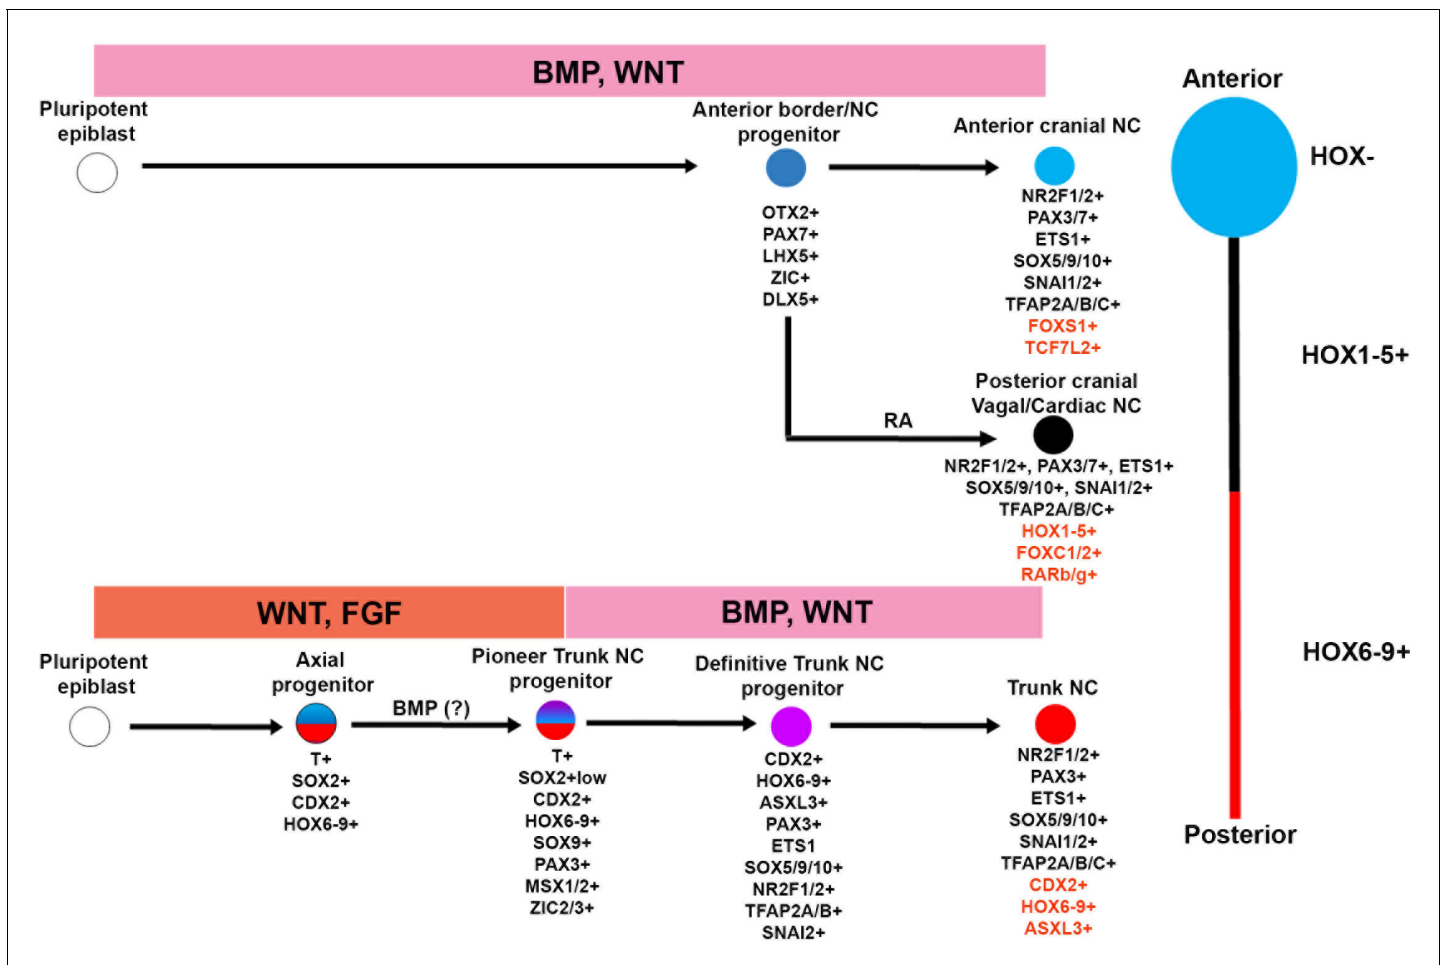 BMP, WNT
Pluripotent
epiblast
Anterior border/NC
progenitor
OTX2+
PAX7+
LHX5+
ZIC+
DLX5+
Anterior cranial NC
NR2F1/2+
PAX3/7+
ETS1+
SOX5/9/10+
SNAI1/2+
TFAP2A/B/C+
FOXS1+
TCF7L2+
RA
Posterior cranial
Vagal/Cardiac NC
NR2F1/2+, PAX3/7+, ETS1+
SOX5/9/10+, SNAI1/2+
TFAP2A/B/C+
HOX1-5+
FOXC1/2+
RARb/g+
Anterior
HOX-
HOX1-5+
HOX6-9+
Posterior
WNT, FGF
BMP, WNT
Pluripotent
epiblast
Axial
progenitor
T+
SOX2+
CDX2+
HOX6-9+
BMP (?)
Pioneer Trunk NC
progenitor
T+
SOX2+low
CDX2+
HOX6-9+
SOX9+
PAX3+
MSX1/2+
ZIC2/3+
Definitive Trunk NC
progenitor
CDX2+
HOX6-9+
ASXL3+
PAX3+
ETS1
SOX5/9/10+
NR2F1/2+
TFAP2A/B+
SNAI2+
Trunk NC
NR2F1/2+
PAX3+
ETS1+
SOX5/9/10+
SNAI1/2+
TFAP2A/B/C+
CDX2+
HOX6-9+
ASXL3+